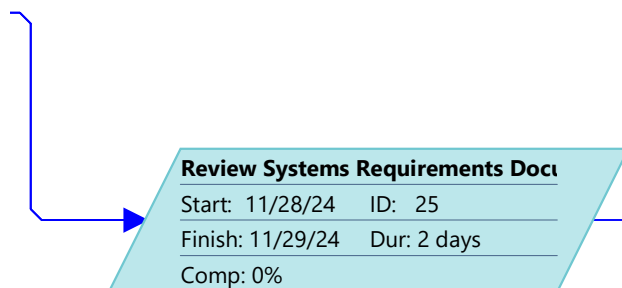 Review Systems Requirements Docu
Start: 11/28/24 ID: 25
Finish: 11/29/24 Dur: 2 days
Comp: 0%